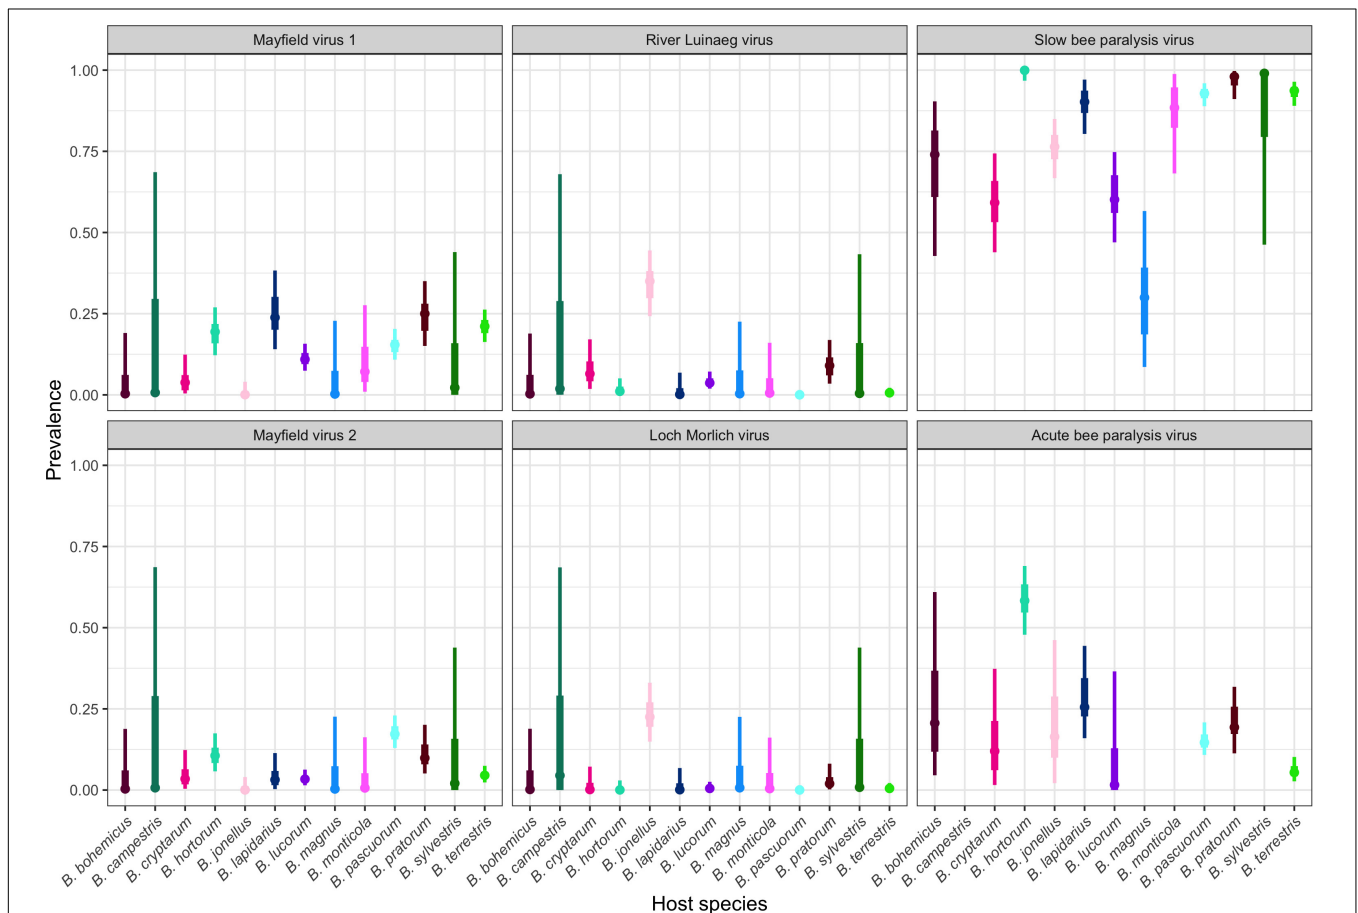 Mayfield virus 1
River Luinaeg virus
Slow bee paralysis virus
1.00
0.75
0.50
0.25
0.00
Prevalence
Mayfield virus 2
Loch Morlich virus
Acute bee paralysis virus
1.00
0.75
0.50
0.25
0.00
B. bohemicus
B. campestris
B. cryptarum
B. hortorum
B. jonellus
B. lapidarius
B. lucorum
B. magnus
B. monticola
B. pascuorum
B. pratorum
B. sylvestris
B. terrestris
B. bohemicus
B. campestris
B. cryptarum
B. hortorum
B. jonellus
B. lapidarius
B. lucorum
B. magnus
B. monticola
B. pascuorum
B. pratorum
B. sylvestris
B. terrestris
B. bohemicus
B. campestris
B. cryptarum
B. hortorum
B. jonellus
B. lapidarius
B. lucorum
B. magnus
B. monticola
B. pascuorum
B. pratorum
B. sylvestris
B. terrestris
Host species